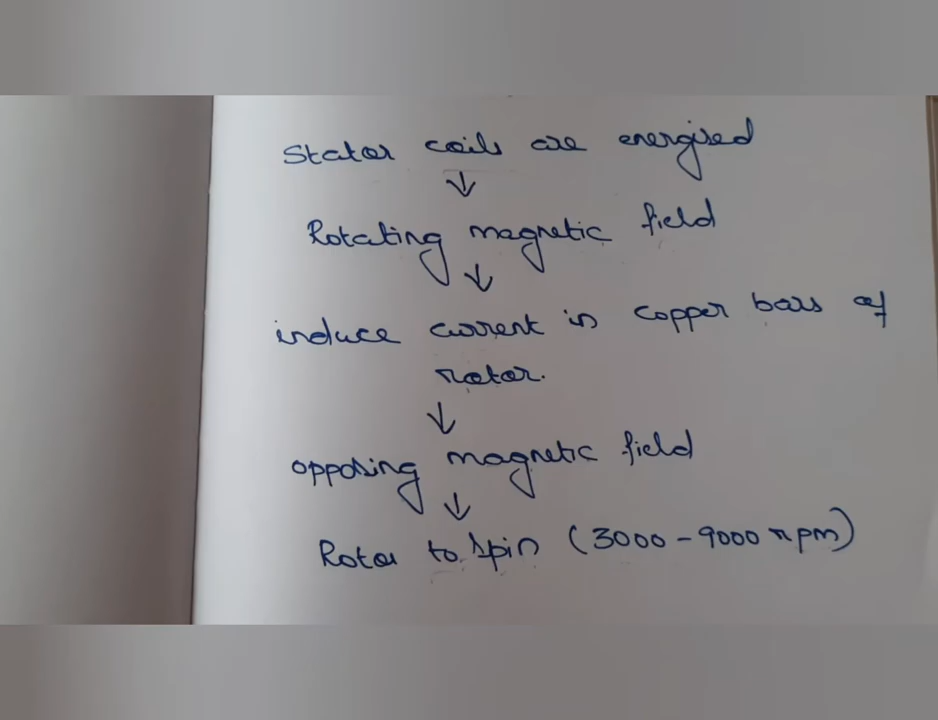 Stator coils are energised
↓
Rotating magnetic field
↓
induce current in copper bars of
rotor.
↓
opposing magnetic field
↓
Rotor to spin (3000 - 9000 rpm)